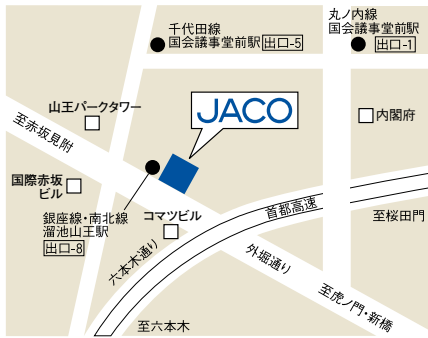 千代田線
国会議事堂前駅 出口-5
丸ノ内線
国会議事堂前駅
出口-1
山王パークタワー
JACO
内閣府
至赤坂見附
国際赤坂
ビル
銀座線・南北線
溜池山王駅
出口-8
コマツビル
首都高速
至桜田門
六本木通り
外堀通り
至虎ノ門・新橋
至六本木